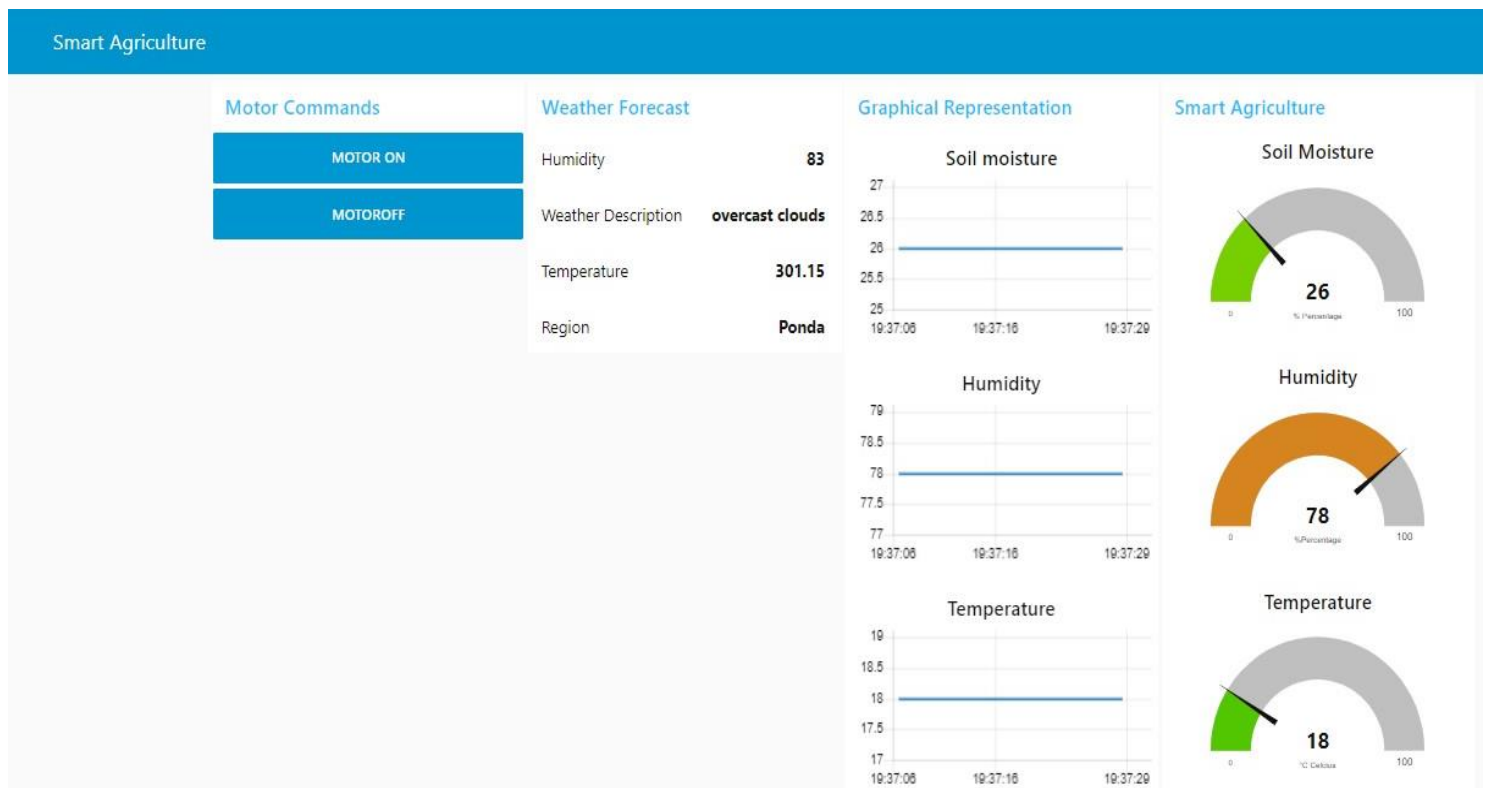 Smart Agriculture
Motor Commands
MOTOR ON
MOTOROFF
Weather Forecast
Humidity 83
Weather Description overcast clouds
Temperature 301.15
Region Ponda
Graphical Representation
Soil moisture
27
26.5
26
25.5
25
19:37:06 19:37:16 19:37:29
Humidity
79
78.5
78
77.5
77
19:37:06 19:37:16 19:37:29
Temperature
19
18.5
18
17.5
17
19:37:06 19:37:16 19:37:29
Smart Agriculture
Soil Moisture
26
0 % Percentage 100
Humidity
78
0 %Percentage 100
Temperature
18
0 °C Celcius 100